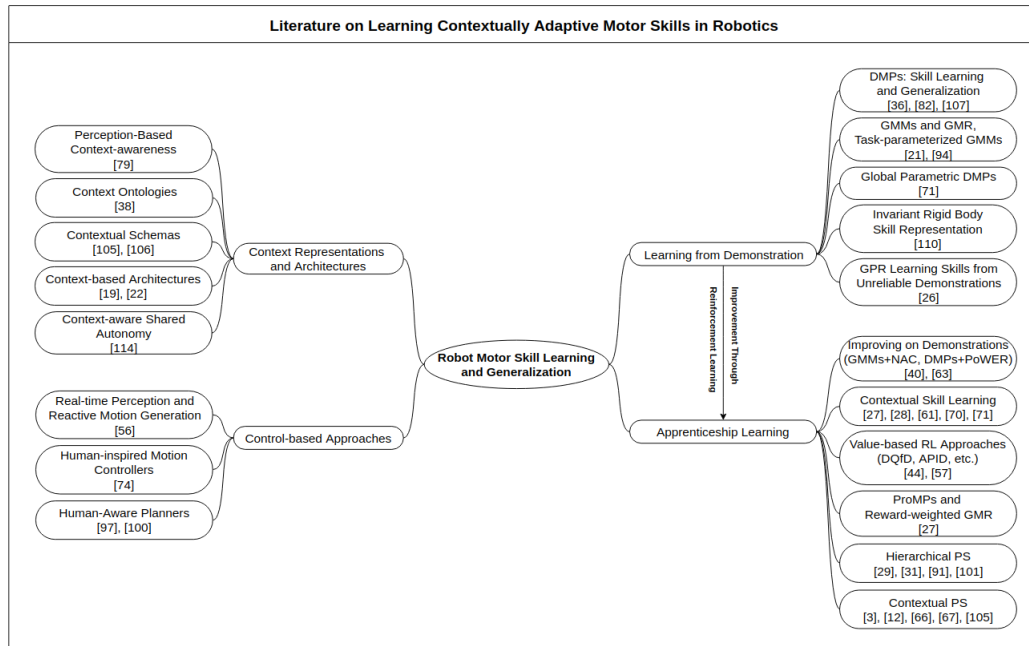 Literature on Learning Contextually Adaptive Motor Skills in Robotics
Perception-Based
Context-awareness
[79]
Context Ontologies
[38]
Contextual Schemas
[105], [106]
Context-based Architectures
[19], [22]
Context-aware Shared
Autonomy
[114]
Context Representations
and Architectures
Real-time Perception and
Reactive Motion Generation
[56]
Human-inspired Motion
Controllers
[74]
Human-Aware Planners
[97], [100]
Control-based Approaches
Robot Motor Skill Learning
and Generalization
Learning from Demonstration
Improvement Through
Reinforcement Learning
Apprenticeship Learning
DMPs: Skill Learning
and Generalization
[36], [82], [107]
GMMs and GMR,
Task-parameterized GMMs
[21], [94]
Global Parametric DMPs
[71]
Invariant Rigid Body
Skill Representation
[110]
GPR Learning Skills from
Unreliable Demonstrations
[26]
Improving on Demonstrations
(GMMs+NAC, DMPs+PoWER)
[40], [63]
Contextual Skill Learning
[27], [28], [61], [70], [71]
Value-based RL Approaches
(DQfD, APID, etc.)
[44], [57]
ProMPs and
Reward-weighted GMR
[27]
Hierarchical PS
[29], [31], [91], [101]
Contextual PS
[3], [12], [66], [67], [105]